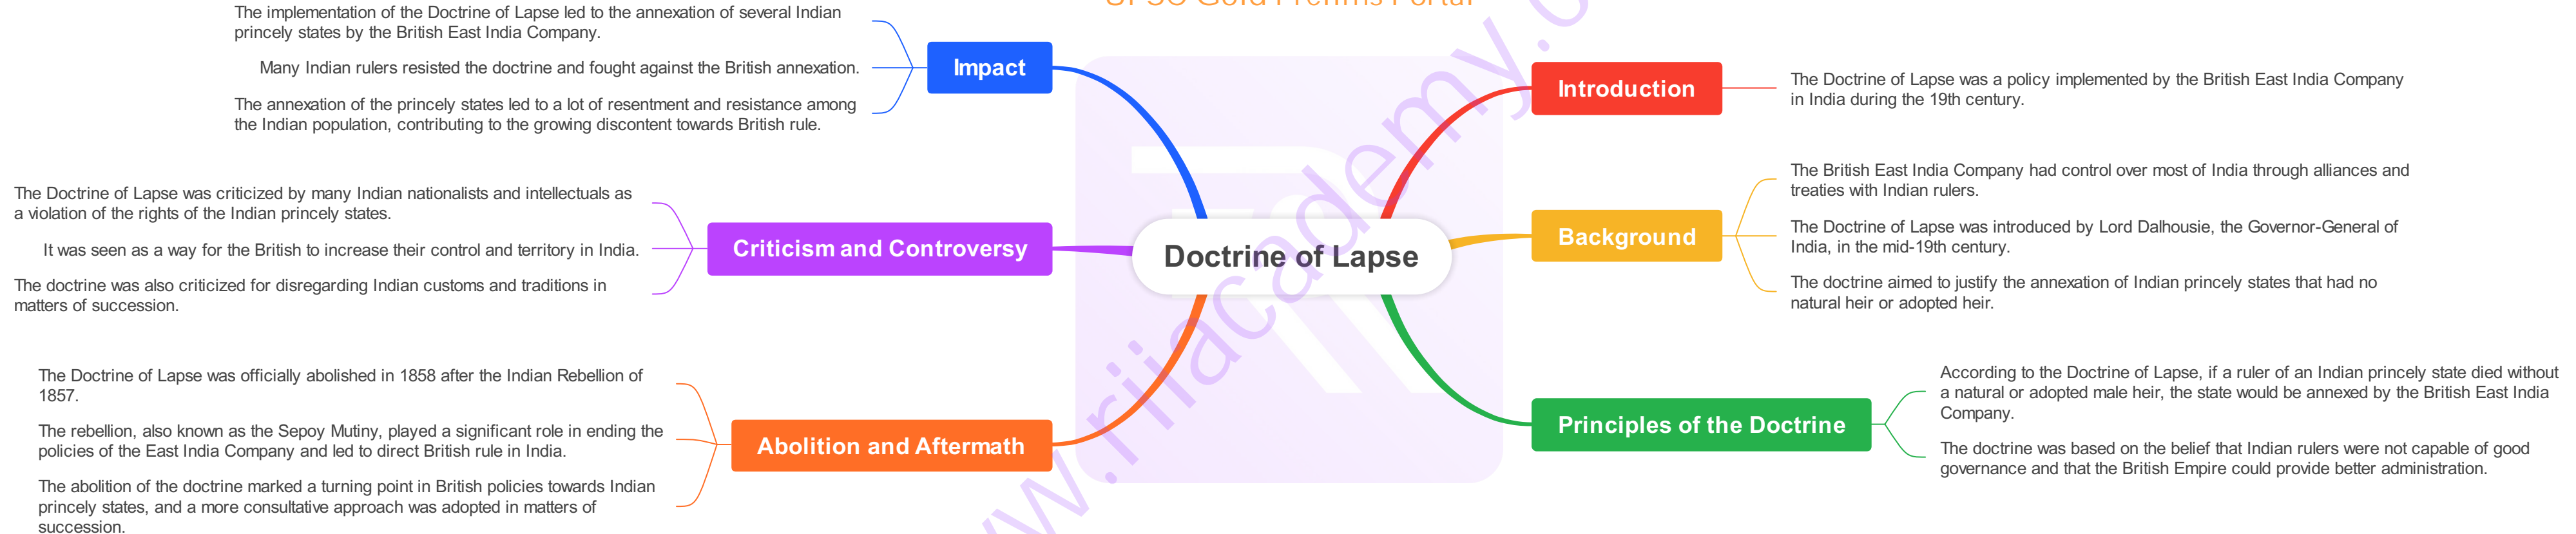 UPSC Gold Prelims Portal
Doctrine of Lapse
Introduction
The Doctrine of Lapse was a policy implemented by the British East India Company
in India during the 19th century.
Background
The British East India Company had control over most of India through alliances and
treaties with Indian rulers.
The Doctrine of Lapse was introduced by Lord Dalhousie, the Governor-General of
India, in the mid-19th century.
The doctrine aimed to justify the annexation of Indian princely states that had no
natural heir or adopted heir.
Principles of the Doctrine
According to the Doctrine of Lapse, if a ruler of an Indian princely state died without
a natural or adopted male heir, the state would be annexed by the British East India
Company.
The doctrine was based on the belief that Indian rulers were not capable of good
governance and that the British Empire could provide better administration.
Impact
The implementation of the Doctrine of Lapse led to the annexation of several Indian
princely states by the British East India Company.
Many Indian rulers resisted the doctrine and fought against the British annexation.
The annexation of the princely states led to a lot of resentment and resistance among
the Indian population, contributing to the growing discontent towards British rule.
Criticism and Controversy
The Doctrine of Lapse was criticized by many Indian nationalists and intellectuals as
a violation of the rights of the Indian princely states.
It was seen as a way for the British to increase their control and territory in India.
The doctrine was also criticized for disregarding Indian customs and traditions in
matters of succession.
Abolition and Aftermath
The Doctrine of Lapse was officially abolished in 1858 after the Indian Rebellion of
1857.
The rebellion, also known as the Sepoy Mutiny, played a significant role in ending the
policies of the East India Company and led to direct British rule in India.
The abolition of the doctrine marked a turning point in British policies towards Indian
princely states, and a more consultative approach was adopted in matters of
succession.